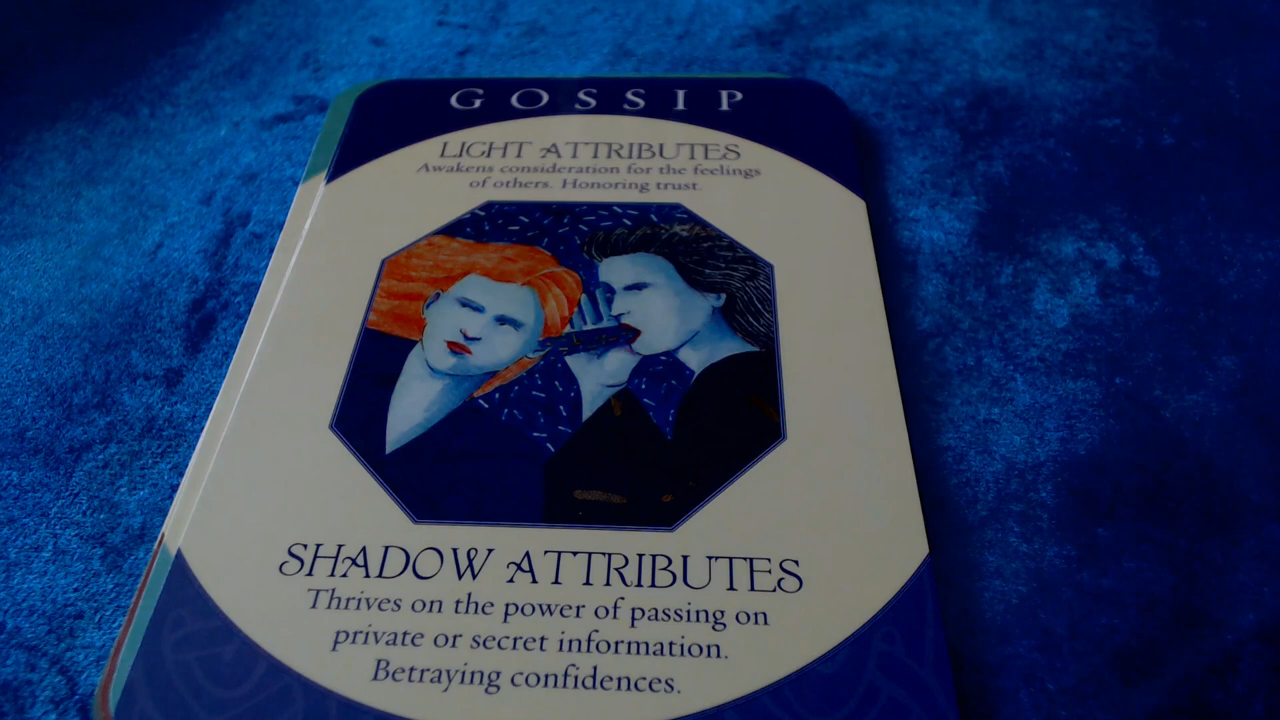 GOSSIP
LIGHT ATTRIBUTES
Awakens consideration for the feelings
of others. Honoring trust.
SHADOW ATTRIBUTES
Thrives on the power of passing on
private or secret information.
Betraying confidences.